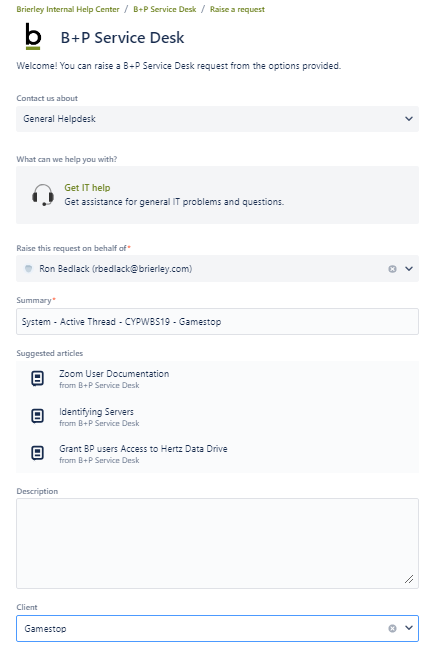 Brierley Internal Help Center / B+P Service Desk / Raise a request
b B+P Service Desk
Welcome! You can raise a B+P Service Desk request from the options provided.
Contact us about
General Helpdesk
What can we help you with?
Get IT help
Get assistance for general IT problems and questions.
Raise this request on behalf of*
Ron Bedlack (rbedlack@brierley.com)
Summary*
System - Active Thread - CYPWBS19 - Gamestop
Suggested articles
Zoom User Documentation
from B+P Service Desk
Identifying Servers
from B+P Service Desk
Grant BP users Access to Hertz Data Drive
from B+P Service Desk
Description
Client
Gamestop